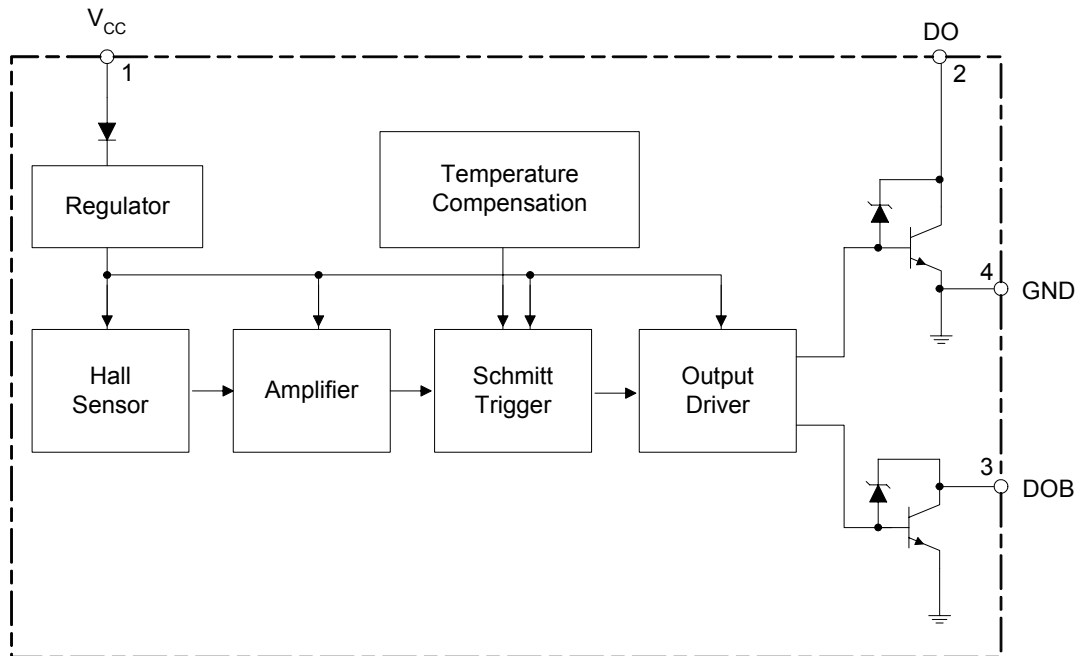 VCC
DO
1
2
Temperature
Compensation
Regulator
4
GND
Hall
Sensor
Amplifier
Schmitt
Trigger
Output
Driver
3
DOB